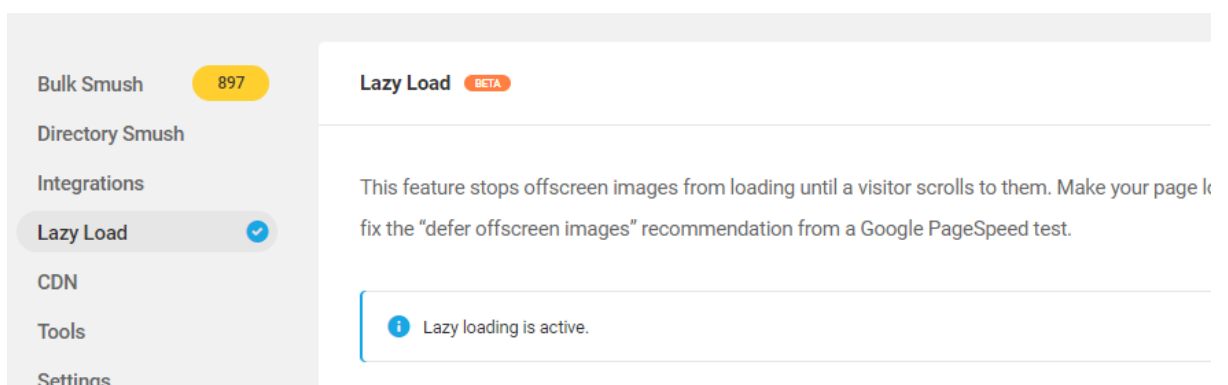 Bulk Smush 897
Directory Smush
Integrations
Lazy Load
CDN
Tools
Settings
Lazy Load BETA
This feature stops offscreen images from loading until a visitor scrolls to them. Make your page
fix the “defer offscreen images” recommendation from a Google PageSpeed test.
Lazy loading is active.